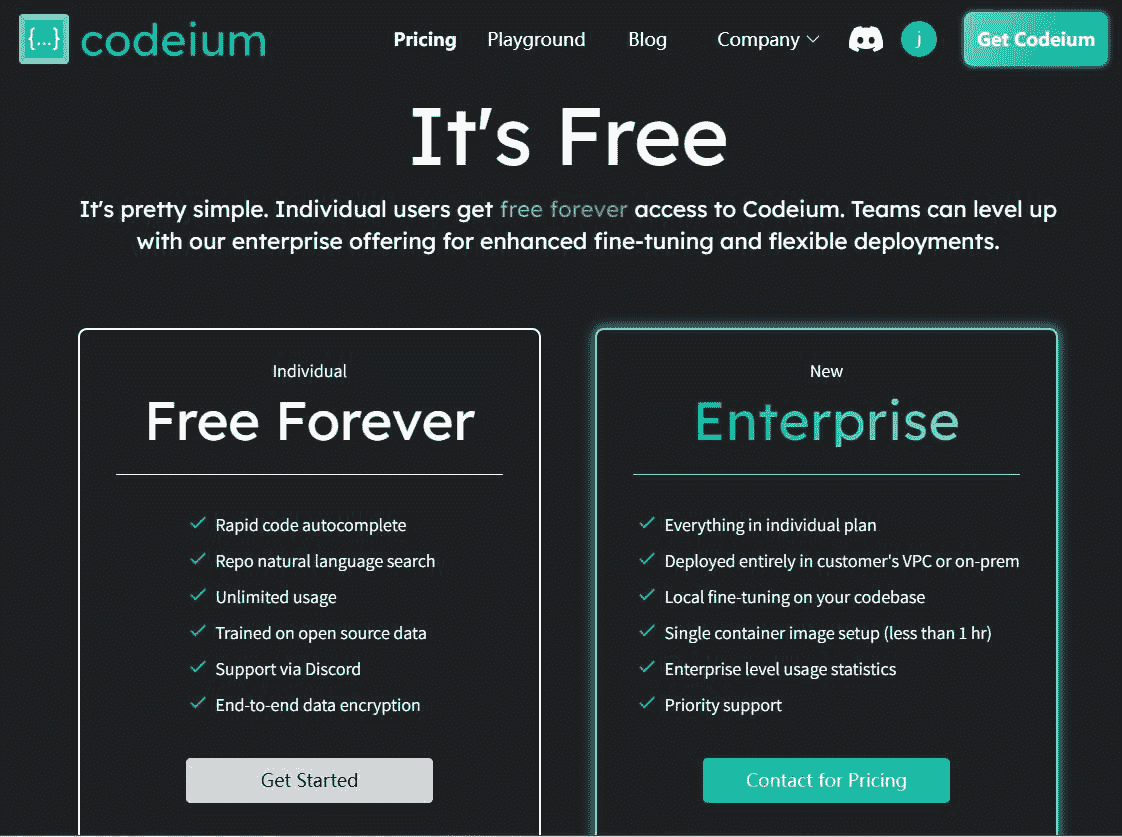 {...} codeium Pricing Playground Blog Company j Get Codeium
It's Free
It's pretty simple. Individual users get free forever access to Codeium. Teams can level up
with our enterprise offering for enhanced fine-tuning and flexible deployments.
Individual
Free Forever
Rapid code autocomplete
Repo natural language search
Unlimited usage
Trained on open source data
Support via Discord
End-to-end data encryption
Get Started
New
Enterprise
Everything in individual plan
Deployed entirely in customer's VPC or on-prem
Local fine-tuning on your codebase
Single container image setup (less than 1 hr)
Enterprise level usage statistics
Priority support
Contact for Pricing